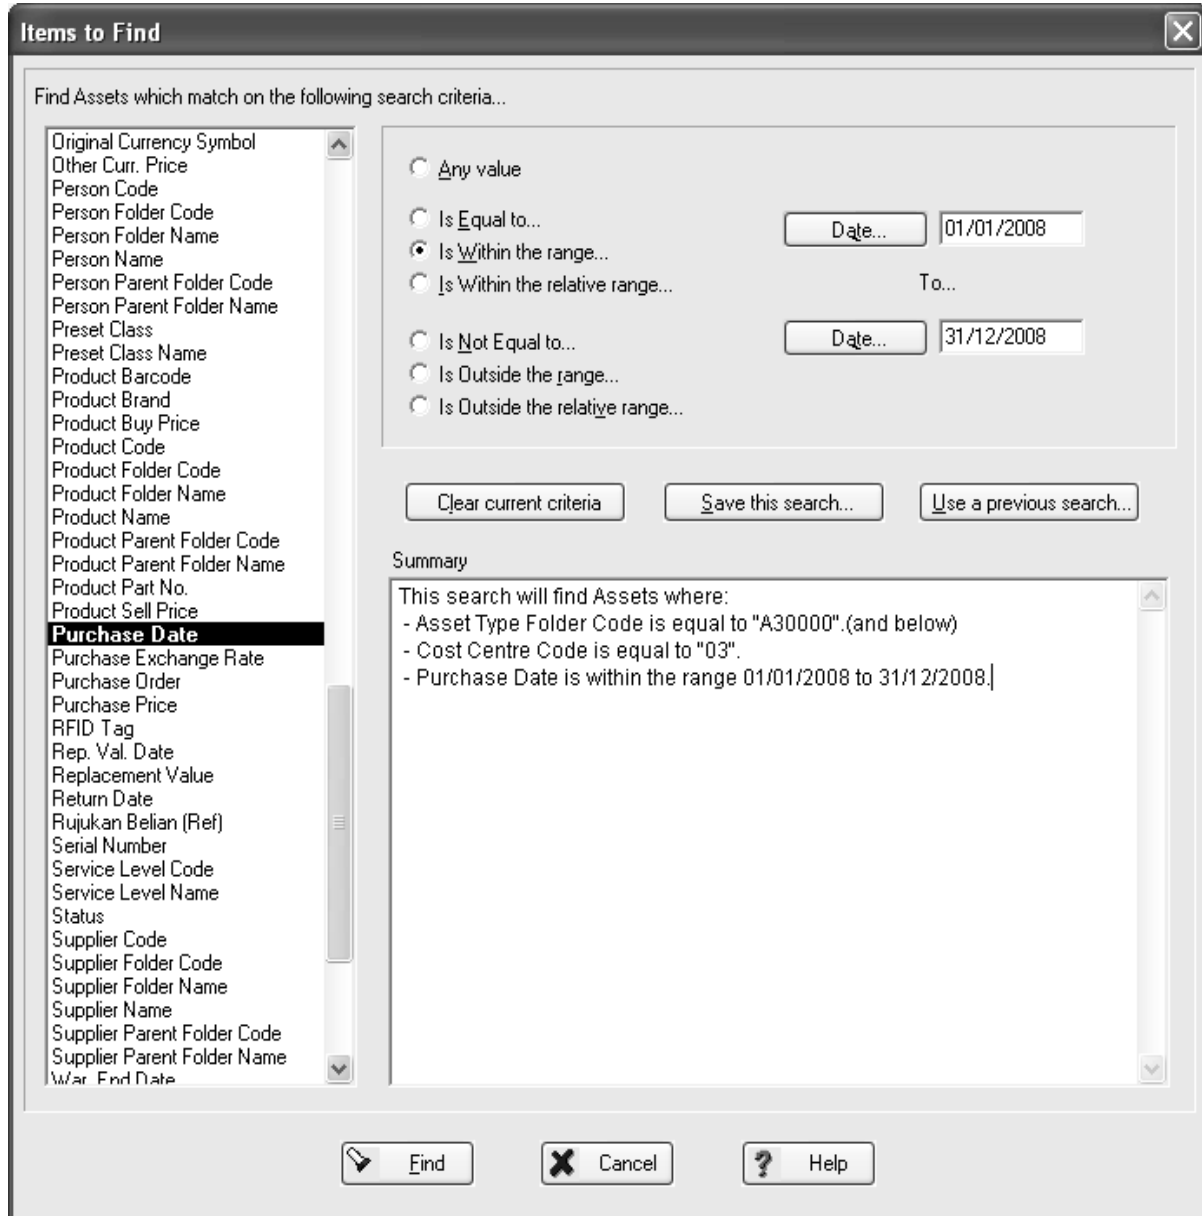 Items to Find
Find Assets which match on the following search criteria...
Original Currency Symbol
Other Curr. Price
Person Code
Person Folder Code
Person Folder Name
Person Name
Person Parent Folder Code
Person Parent Folder Name
Preset Class
Preset Class Name
Product Barcode
Product Brand
Product Buy Price
Product Code
Product Folder Code
Product Folder Name
Product Name
Product Parent Folder Code
Product Parent Folder Name
Product Part No.
Product Sell Price
Purchase Date
Purchase Exchange Rate
Purchase Order
Purchase Price
RFID Tag
Rep. Val. Date
Replacement Value
Return Date
Rujukan Belian (Ref)
Serial Number
Service Level Code
Service Level Name
Status
Supplier Code
Supplier Folder Code
Supplier Folder Name
Supplier Name
Supplier Parent Folder Code
Supplier Parent Folder Name
War. End Date
Any value
Is Equal to...
Is Within the range...
Is Within the relative range...
Is Not Equal to...
Is Outside the range...
Is Outside the relative range...
Date... 01/01/2008
To...
Date... 31/12/2008
Clear current criteria Save this search... Use a previous search...
Summary
This search will find Assets where:
- Asset Type Folder Code is equal to "A30000".(and below)
- Cost Centre Code is equal to "03".
- Purchase Date is within the range 01/01/2008 to 31/12/2008.
Find Cancel Help